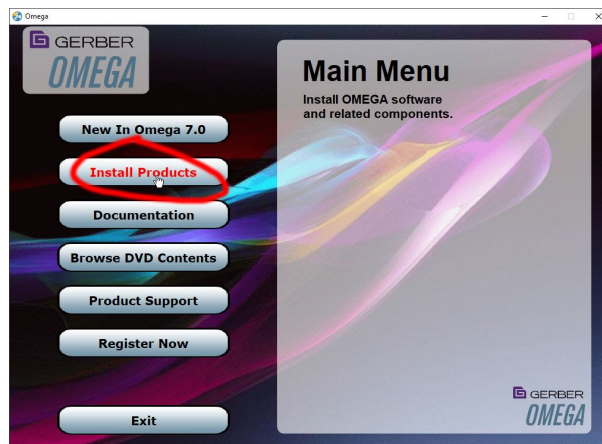 Omega
GERBER
OMEGA
Main Menu
Install OMEGA software
and related components.
New In Omega 7.0
Install Products
Documentation
Browse DVD Contents
Product Support
Register Now
Exit
GERBER
OMEGA